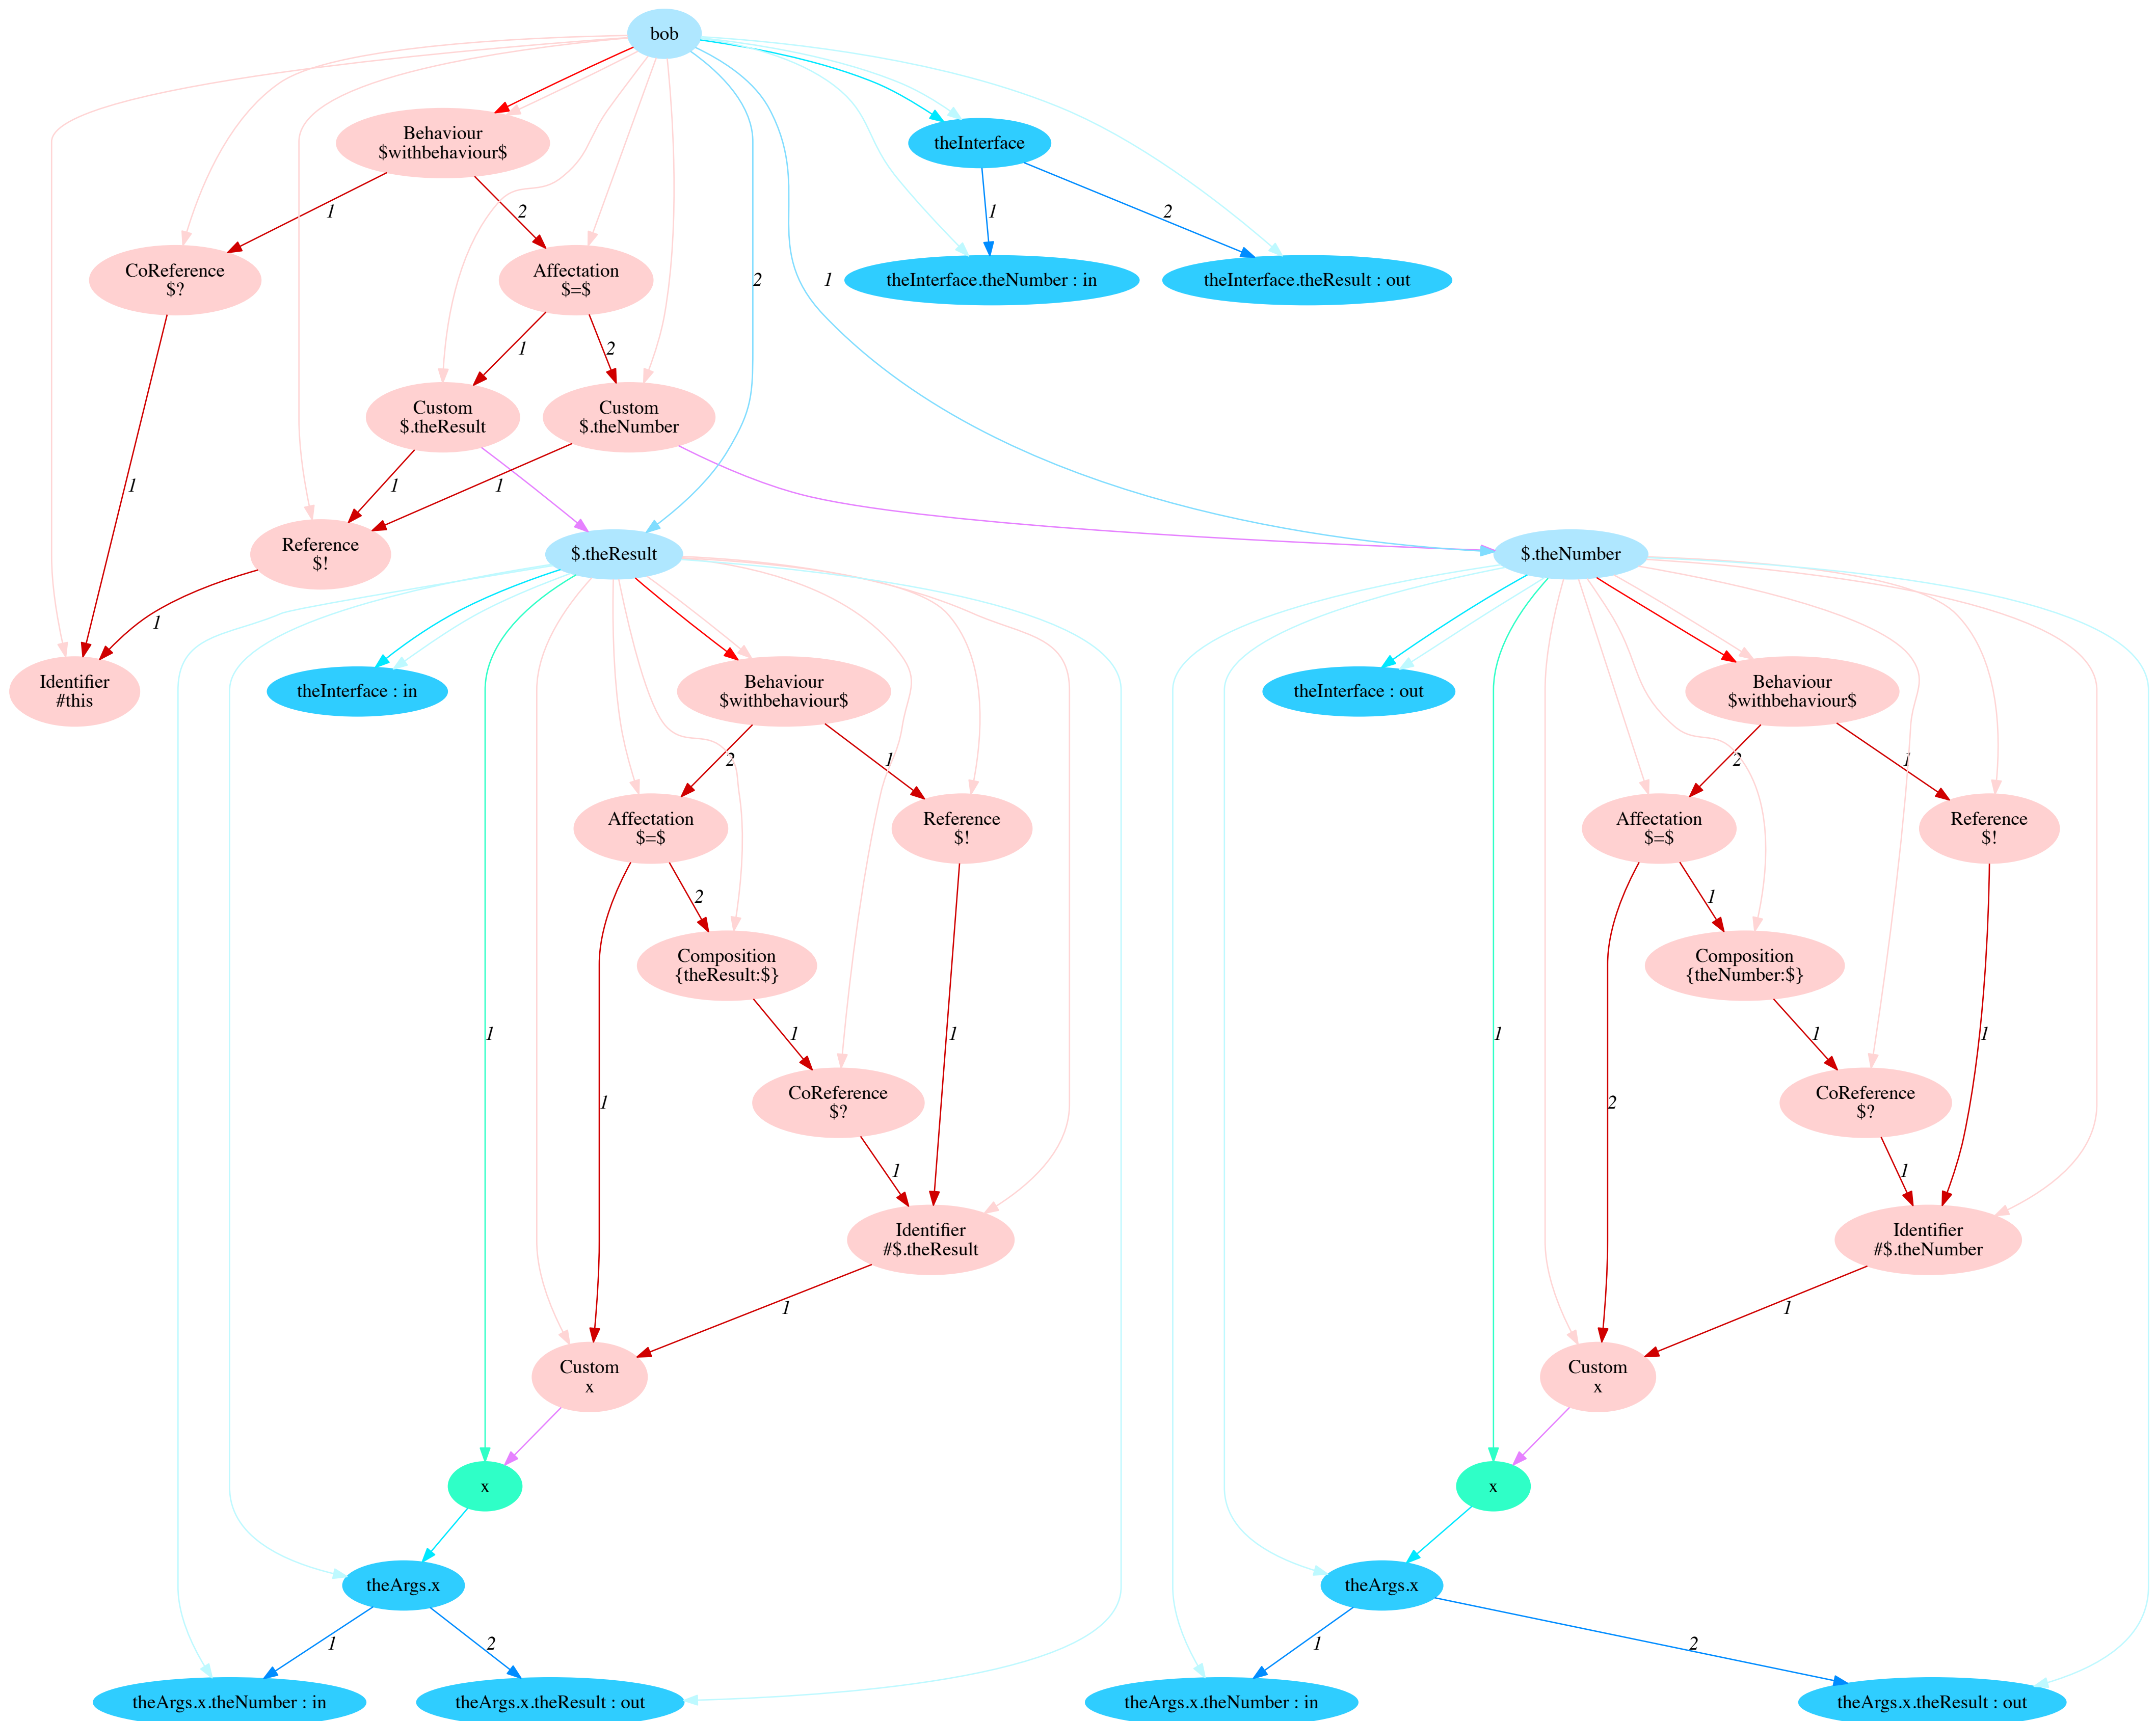 bob
Behaviour
$withbehaviour$
theInterface
1
2
1
2
CoReference
$?
Affectation
$=$
2
1
theInterface.theNumber : in
theInterface.theResult : out
1
2
Custom
$.theResult
Custom
$.theNumber
1
1
1
Reference
$!
$.theResult
$.theNumber
1
Identifier
#this
theInterface : in
Behaviour
$withbehaviour$
theInterface : out
Behaviour
$withbehaviour$
2
1
2
1
Affectation
$=$
Reference
$!
Affectation
$=$
Reference
$!
2
1
Composition
{theResult:$}
Composition
{theNumber:$}
1
1
1
1
1
1
CoReference
$?
CoReference
$?
1
2
1
1
Identifier
#$.theResult
Identifier
#$.theNumber
1
1
Custom
x
Custom
x
x
x
theArgs.x
theArgs.x
1
2
1
2
theArgs.x.theNumber : in
theArgs.x.theResult : out
theArgs.x.theNumber : in
theArgs.x.theResult : out